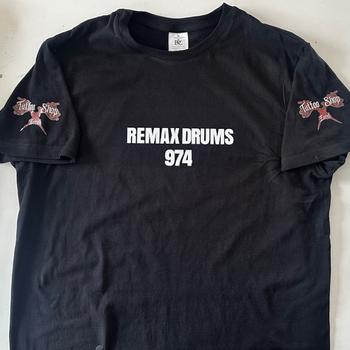 REMAX DRUMS
974
Tattoo Shop
Tattoo Shop